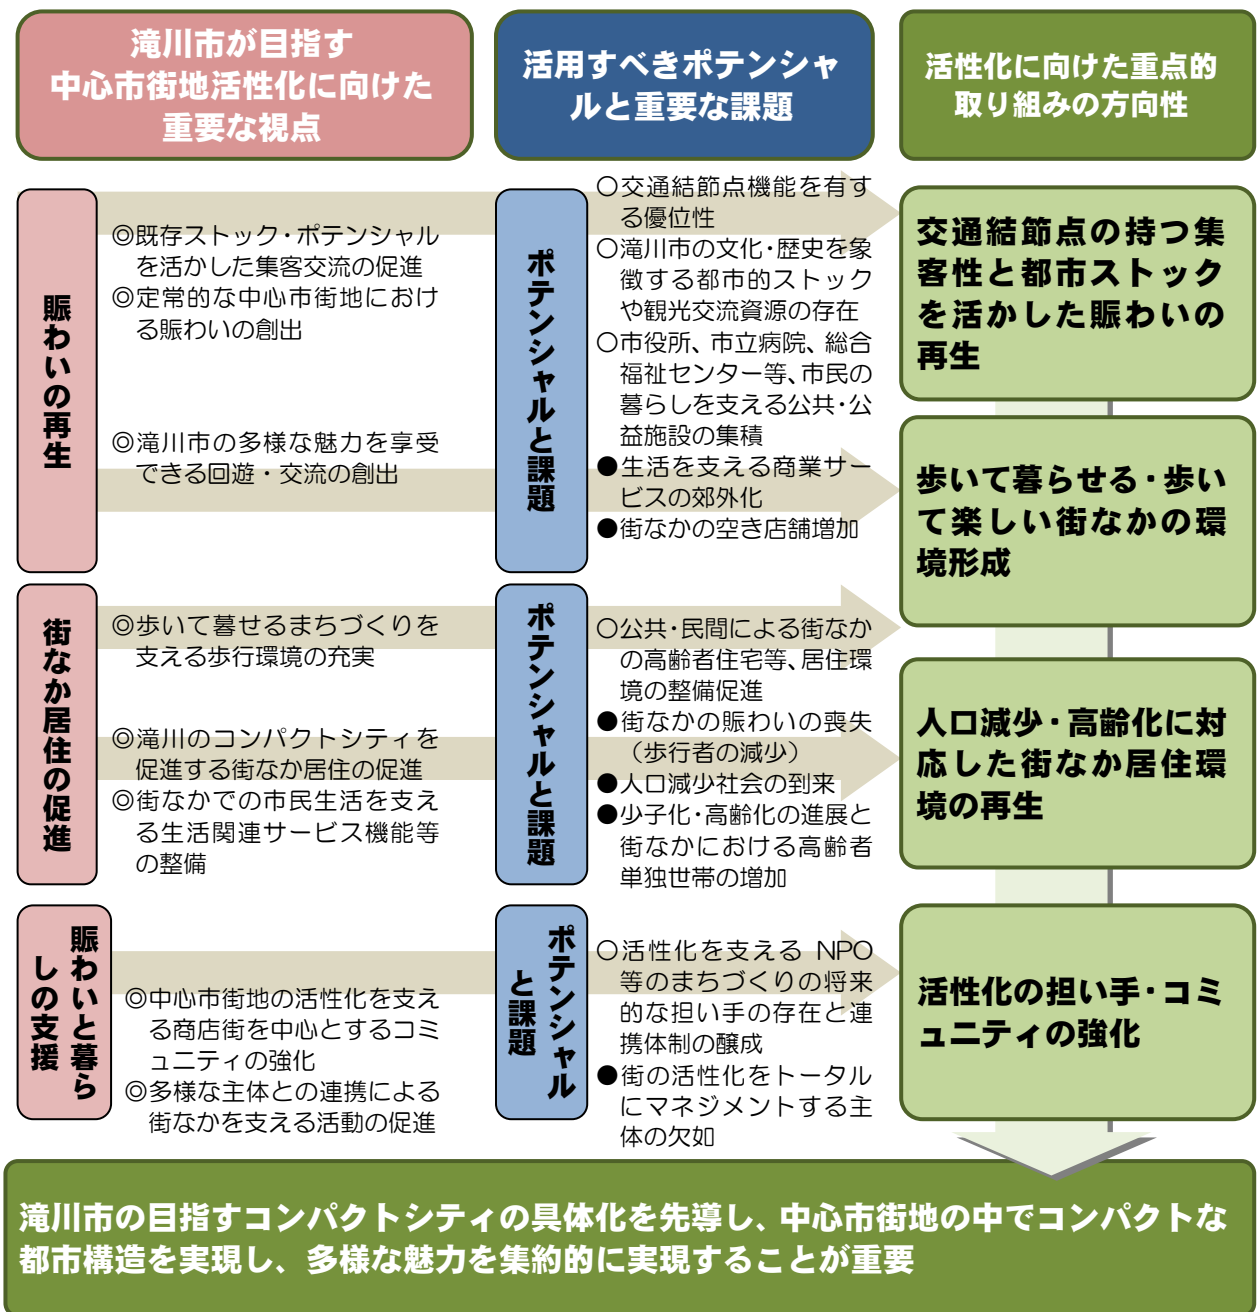 滝川市が目指す
中心市街地活性化に向けた
重要な視点
活用すべきポテンシャ
ルと重要な課題
活性化に向けた重点的
取り組みの方向性
賑わいの再生
◎既存ストック・ポテンシャル
を活かした集客交流の促進
◎定常的な中心市街地におけ
る賑わいの創出
◎滝川市の多様な魅力を享受
できる回遊・交流の創出
ポテンシャルと課題
○交通結節点機能を有す
る優位性
○滝川市の文化・歴史を象
徴する都市的ストック
や観光交流資源の存在
○市役所、市立病院、総合
福祉センター等、市民の
暮らしを支える公共・公
益施設の集積
●生活を支える商業サー
ビスの郊外化
●街なかの空き店舗増加
交通結節点の持つ集
客性と都市ストック
を活かした賑わいの
再生
歩いて暮らせる・歩い
て楽しい街なかの環
境形成
街なか居住の促進
◎歩いて暮せるまちづくりを
支える歩行環境の充実
◎滝川のコンパクトシティを
促進する街なか居住の促進
◎街なかでの市民生活を支え
る生活関連サービス機能等
の整備
ポテンシャルと課題
○公共・民間による街なか
の高齢者住宅等、居住環
境の整備促進
●街なかの賑わいの喪失
（歩行者の減少）
●人口減少社会の到来
●少子化・高齢化の進展と
街なかにおける高齢者
単独世帯の増加
人口減少・高齢化に対
応した街なか居住環
境の再生
賑わいと暮ら
しの支援
◎中心市街地の活性化を支え
る商店街を中心とするコミ
ュニティの強化
◎多様な主体との連携による
街なかを支える活動の促進
ポテンシャル
と課題
○活性化を支える NPO
等のまちづくりの将来
的な担い手の存在と連
携体制の醸成
●街の活性化をトータル
にマネジメントする主
体の欠如
活性化の担い手・コミ
ュニティの強化
滝川市の目指すコンパクトシティの具体化を先導し、中心市街地の中でコンパクトな
都市構造を実現し、多様な魅力を集約的に実現することが重要